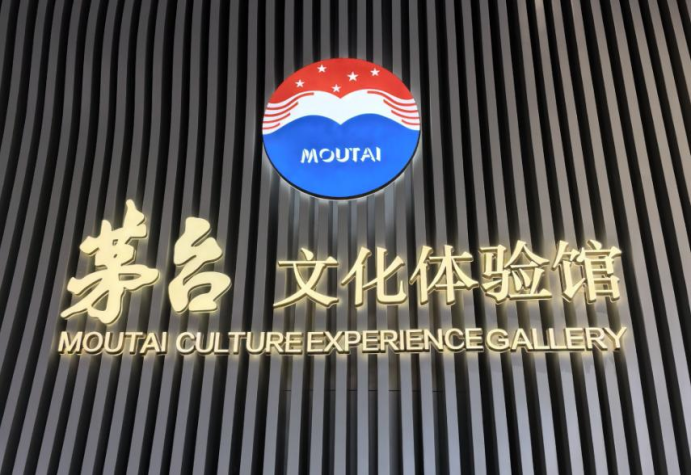 MOUTAI
茅台 文化体验馆
MOUTAI CULTURE EXPERIENCE GALLERY